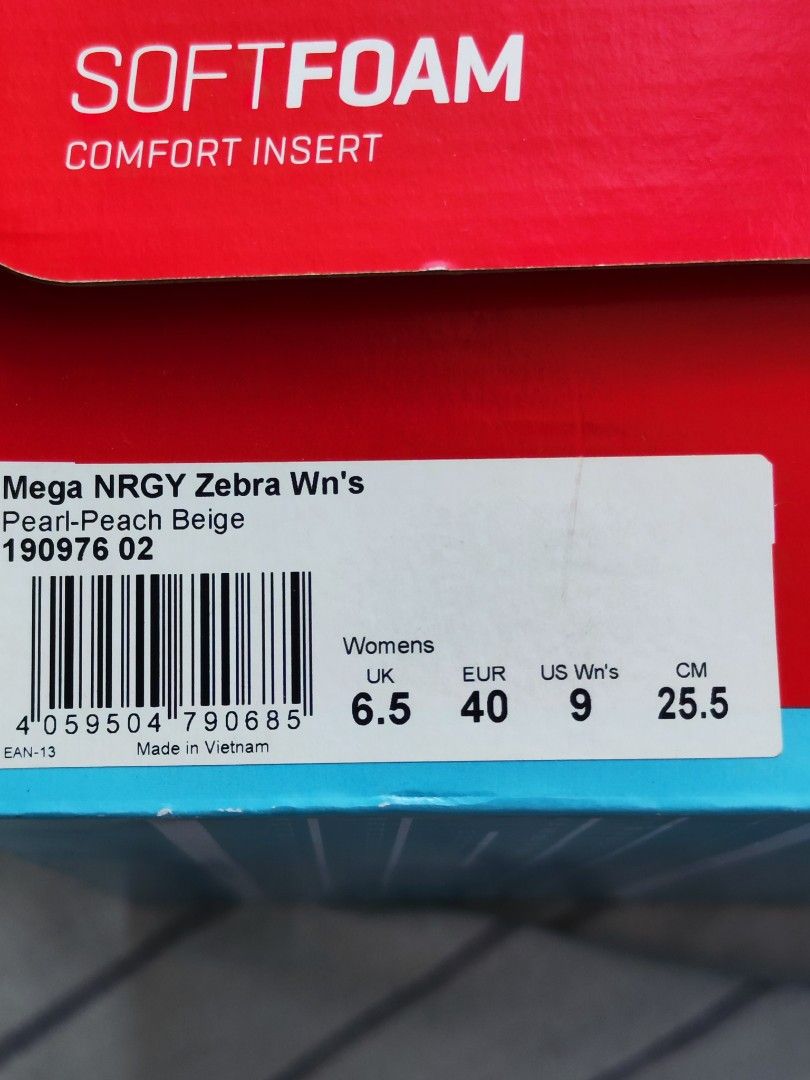 SOFTFOAM
COMFORT INSERT
Mega NRGY Zebra Wn's
Pearl-Peach Beige
190976 02
4 059504 790685
EAN-13 Made in Vietnam
Womens
UK EUR US Wn's CM
6.5 40 9 25.5